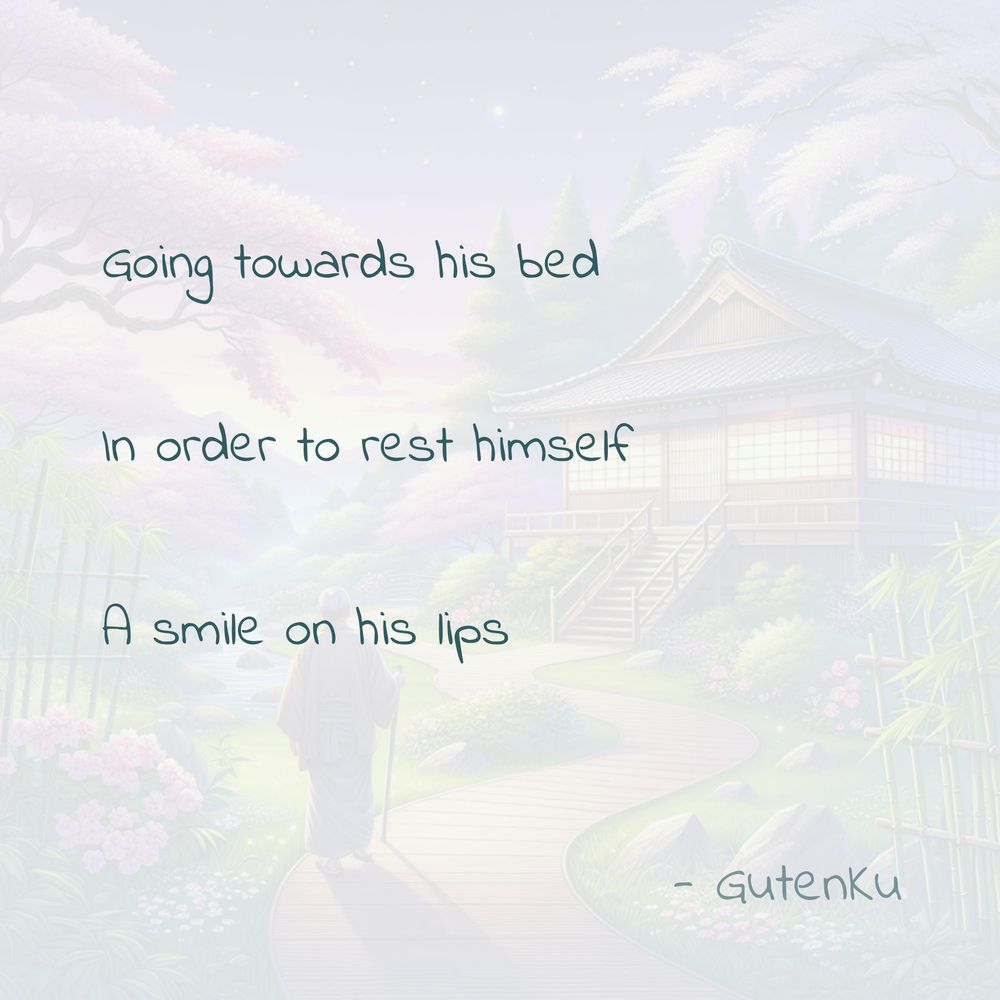 Going towards his bed
In order to rest himself
A smile on his lips
- GutenKu